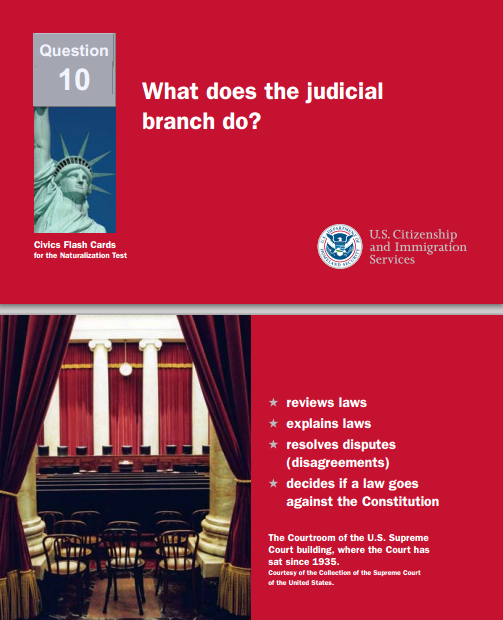 Question
10
What does the judicial
branch do?
Civics Flash Cards
for the Naturalization Test
U.S. Citizenship
and Immigration
Services
★ reviews laws
★ explains laws
★ resolves disputes
(disagreements)
★ decides if a law goes
against the Constitution
The Courtroom of the U.S. Supreme
Court building, where the Court has
sat since 1935.
Courtesy of the Collection of the Supreme Court
of the United States.